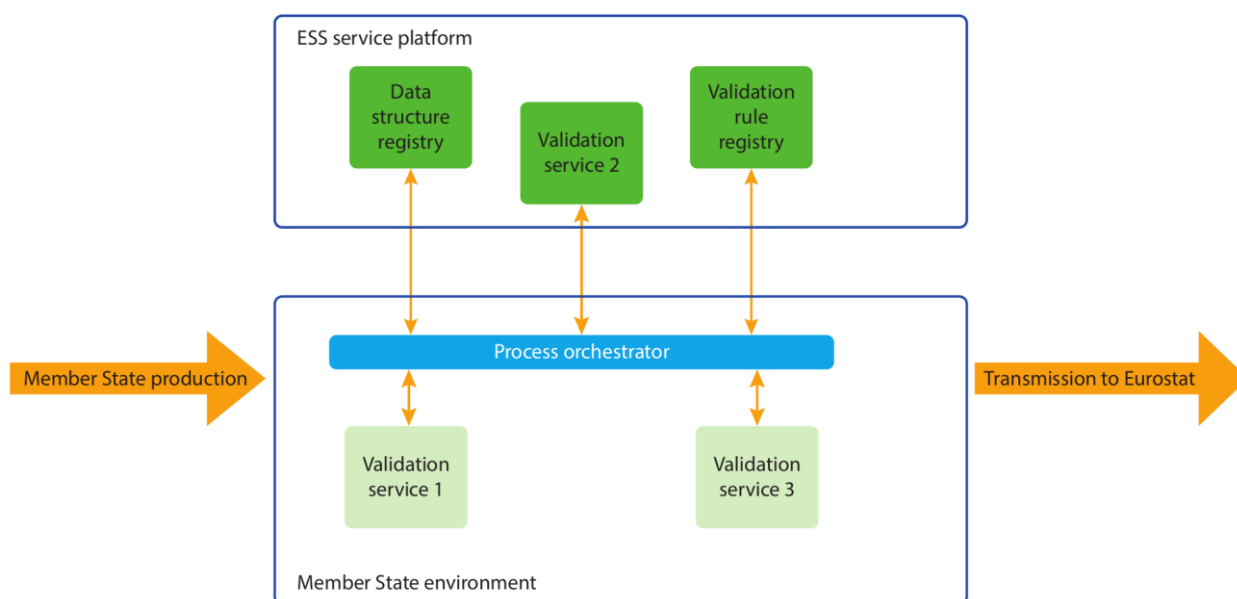 ESS service platform
Data
structure
registry
Validation
service 2
Validation
rule
registry
Process orchestrator
Member State production
Transmission to Eurostat
Validation
service 1
Validation
service 3
Member State environment